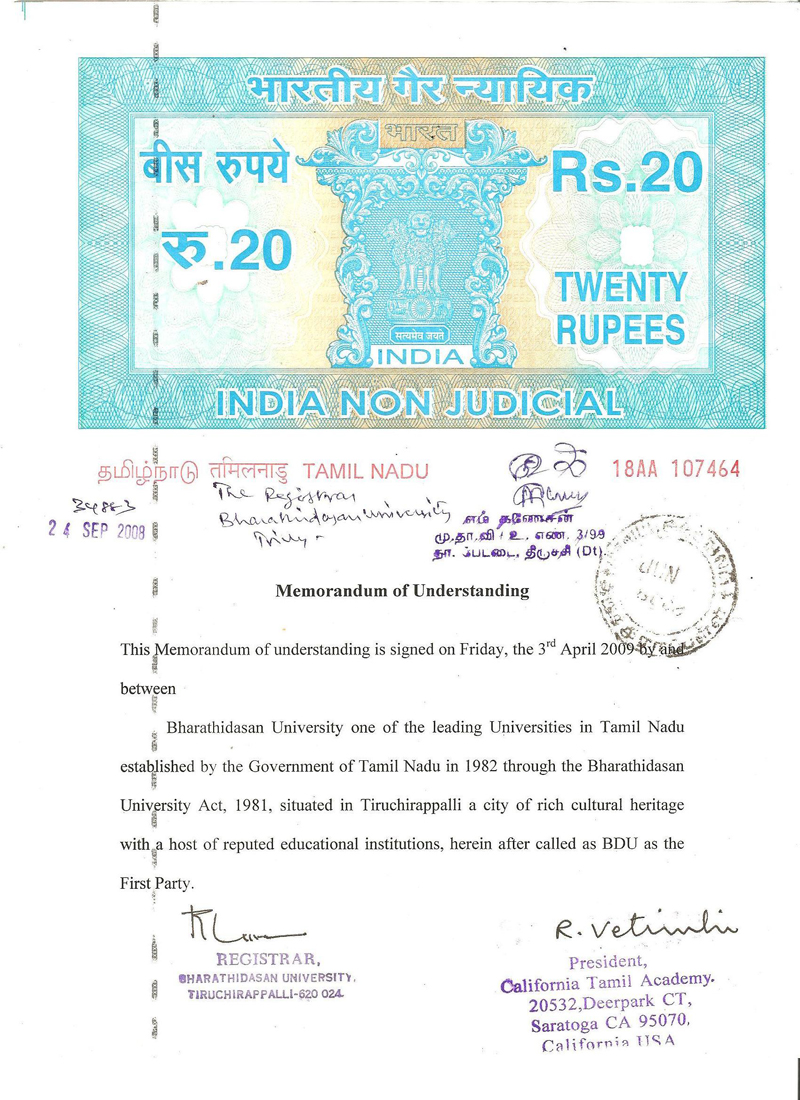 भारतीय गैर न्यायिक
भारत
बीस रुपये
Rs.20
रु.20
TWENTY
RUPEES
सत्यमेव जयते
INDIA
INDIA NON JUDICIAL
தமிழ்நாடு तमिलनाडु TAMIL NADU
18AA 107464
34883
The Registrar
24 SEP 2008
Bharathidasan University
Trichy -
எம் கணேசன்
மு.தா.வி / உ. எண். 3/99
திருச்சி (Dt).
JUN
Memorandum of Understanding
This Memorandum of understanding is signed on Friday, the 3rd April 2009 by and
between
Bharathidasan University one of the leading Universities in Tamil Nadu
established by the Government of Tamil Nadu in 1982 through the Bharathidasan
University Act, 1981, situated in Tiruchirappalli a city of rich cultural heritage
with a host of reputed educational institutions, herein after called as BDU as the
First Party.
REGISTRAR,
BHARATHIDASAN UNIVERSITY,
TIRUCHIRAPPALLI-620 024.
President,
California Tamil Academy.
20532,Deerpark CT,
Saratoga CA 95070,
California USA